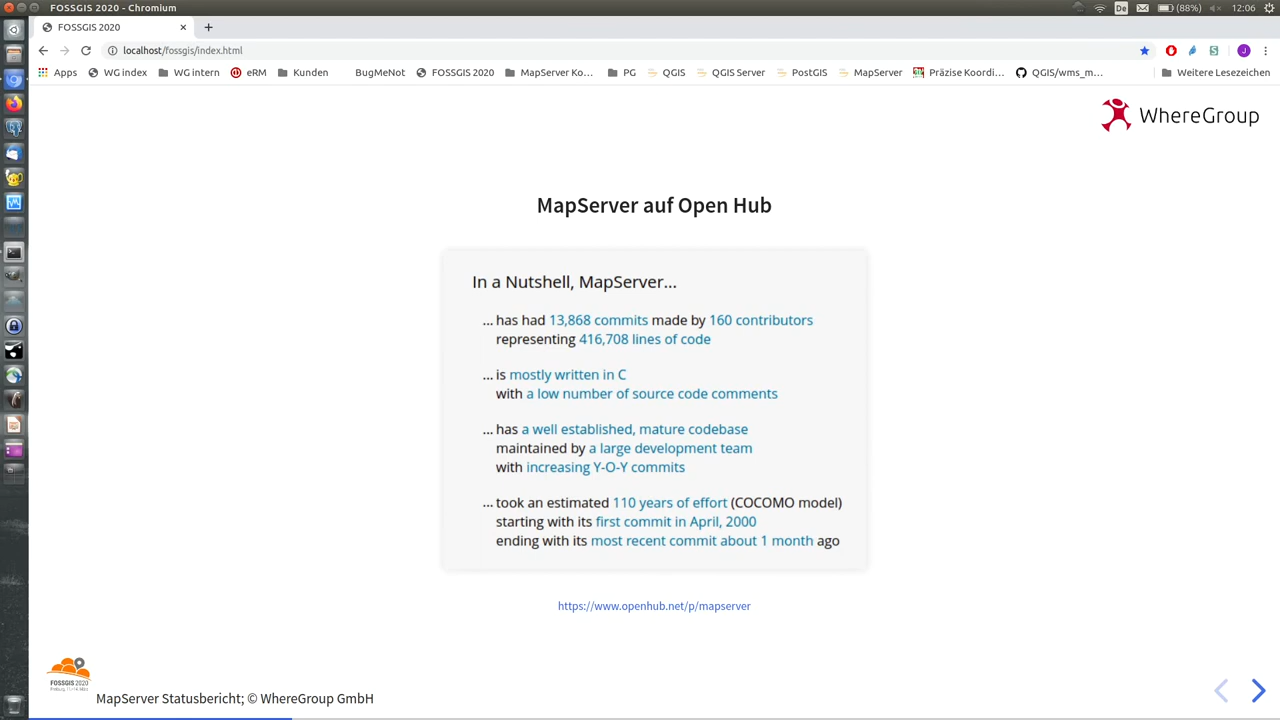 FOSSGIS 2020 - Chromium
De
(88%)
12:06
FOSSGIS 2020
localhost/fossgis/index.html
J
Apps
WG index
WG intern
eRM
Kunden
BugMeNot
FOSSGIS 2020
MapServer Ko...
PG
QGIS
QGIS Server
PostGIS
MapServer
Präzise Koordi...
QGIS/wms_m...
Weitere Lesezeichen
WhereGroup
MapServer auf Open Hub
In a Nutshell, MapServer...
... has had 13,868 commits made by 160 contributors
representing 416,708 lines of code
... is mostly written in C
with a low number of source code comments
... has a well established, mature codebase
maintained by a large development team
with increasing Y-O-Y commits
... took an estimated 110 years of effort (COCOMO model)
starting with its first commit in April, 2000
ending with its most recent commit about 1 month ago
https://www.openhub.net/p/mapserver
FOSSGIS 2020
MapServer Statusbericht; © WhereGroup GmbH